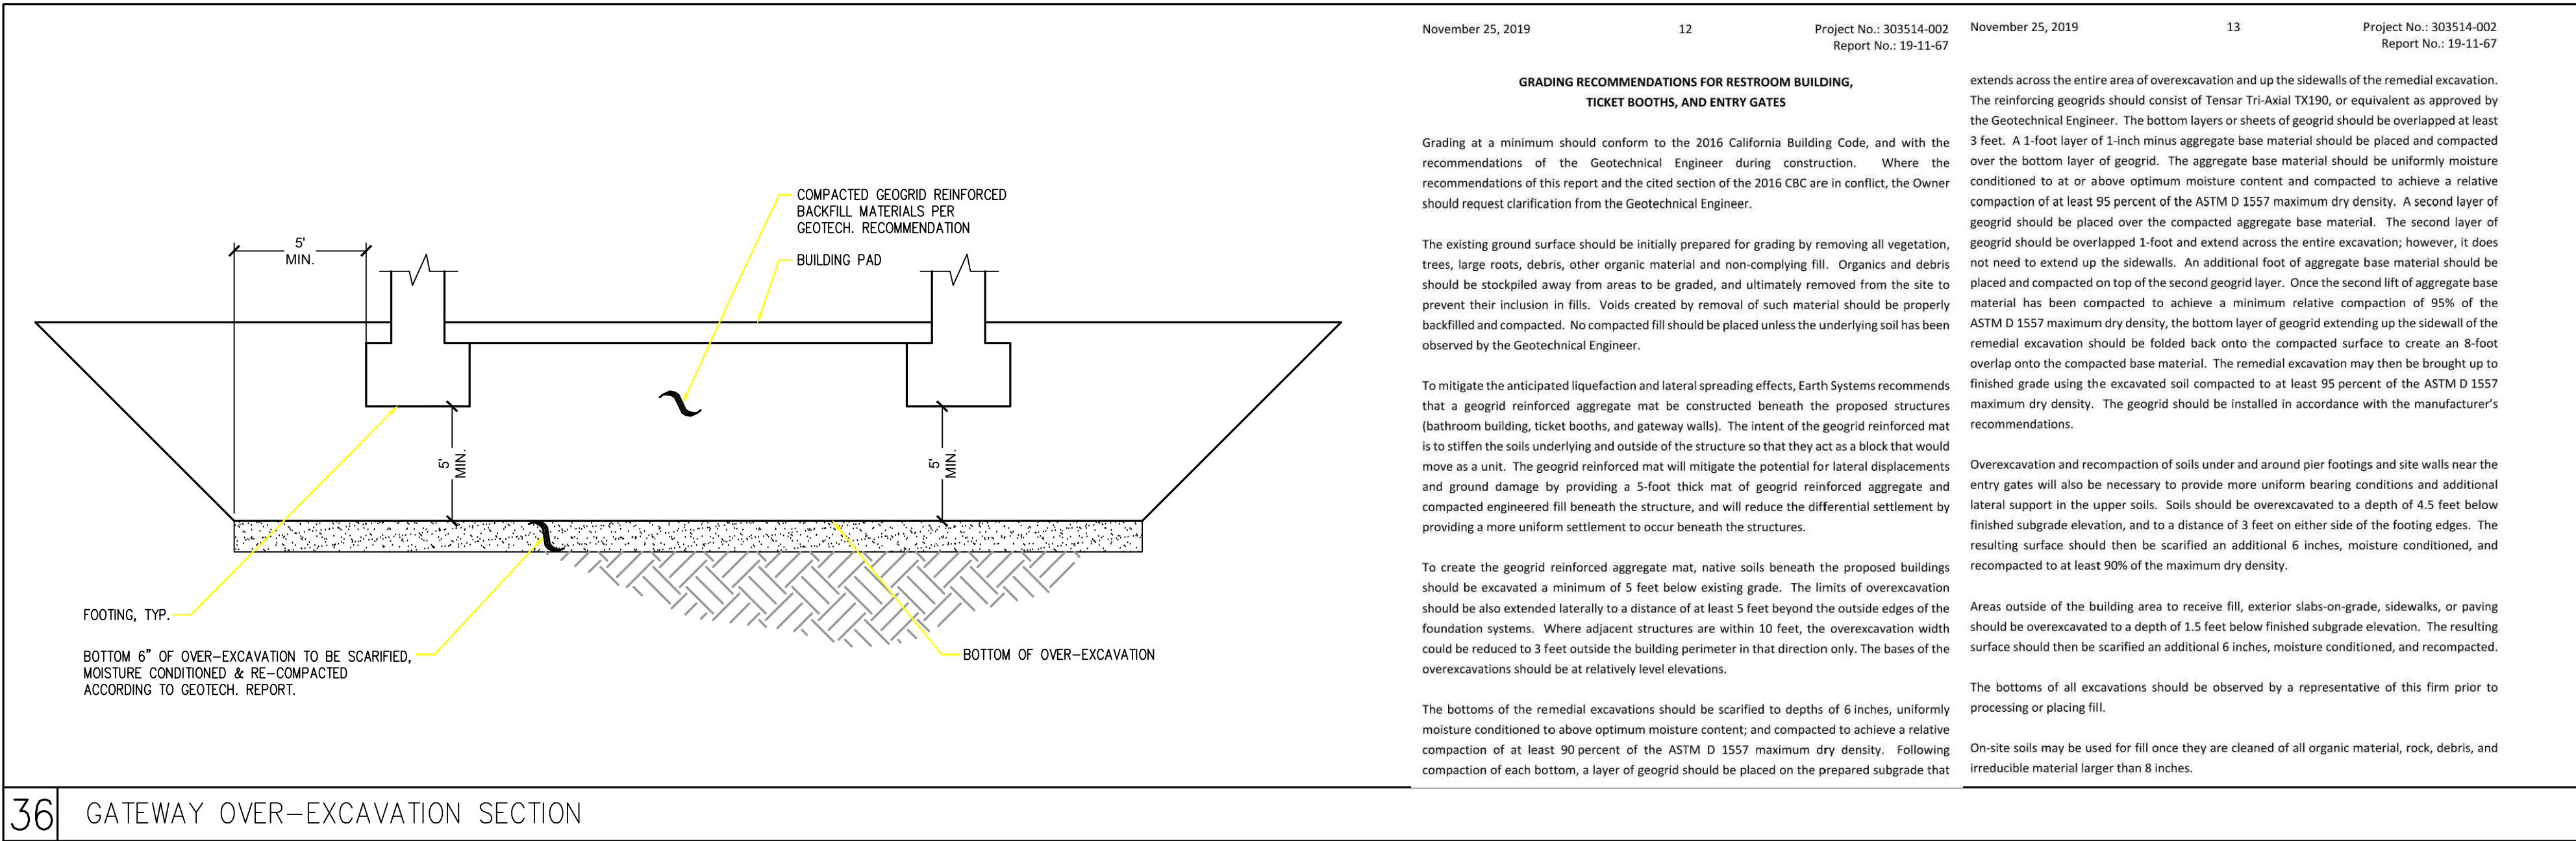 COMPACTED GEOGRID REINFORCED
BACKFILL MATERIALS PER
GEOTECH. RECOMMENDATION
BUILDING PAD
5'
MIN.
5'
MIN.
5'
MIN.
FOOTING, TYP.
BOTTOM 6" OF OVER-EXCAVATION TO BE SCARIFIED,
MOISTURE CONDITIONED & RE-COMPACTED
ACCORDING TO GEOTECH. REPORT.
BOTTOM OF OVER-EXCAVATION
36 GATEWAY OVER-EXCAVATION SECTION
November 25, 2019 12 Project No.: 303514-002
Report No.: 19-11-67
GRADING RECOMMENDATIONS FOR RESTROOM BUILDING,
TICKET BOOTHS, AND ENTRY GATES
Grading at a minimum should conform to the 2016 California Building Code, and with the
recommendations of the Geotechnical Engineer during construction. Where the
recommendations of this report and the cited section of the 2016 CBC are in conflict, the Owner
should request clarification from the Geotechnical Engineer.
The existing ground surface should be initially prepared for grading by removing all vegetation,
trees, large roots, debris, other organic material and non-complying fill. Organics and debris
should be stockpiled away from areas to be graded, and ultimately removed from the site to
prevent their inclusion in fills. Voids created by removal of such material should be properly
backfilled and compacted. No compacted fill should be placed unless the underlying soil has been
observed by the Geotechnical Engineer.
To mitigate the anticipated liquefaction and lateral spreading effects, Earth Systems recommends
that a geogrid reinforced aggregate mat be constructed beneath the proposed structures
(bathroom building, ticket booths, and gateway walls). The intent of the geogrid reinforced mat
is to stiffen the soils underlying and outside of the structure so that they act as a block that would
move as a unit. The geogrid reinforced mat will mitigate the potential for lateral displacements
and ground damage by providing a 5-foot thick mat of geogrid reinforced aggregate and
compacted engineered fill beneath the structure, and will reduce the differential settlement by
providing a more uniform settlement to occur beneath the structures.
To create the geogrid reinforced aggregate mat, native soils beneath the proposed buildings
should be excavated a minimum of 5 feet below existing grade. The limits of overexcavation
should be also extended laterally to a distance of at least 5 feet beyond the outside edges of the
foundation systems. Where adjacent structures are within 10 feet, the overexcavation width
could be reduced to 3 feet outside the building perimeter in that direction only. The bases of the
overexcavations should be at relatively level elevations.
The bottoms of the remedial excavations should be scarified to depths of 6 inches, uniformly
moisture conditioned to above optimum moisture content; and compacted to achieve a relative
compaction of at least 90 percent of the ASTM D 1557 maximum dry density. Following
compaction of each bottom, a layer of geogrid should be placed on the prepared subgrade that
November 25, 2019 13 Project No.: 303514-002
Report No.: 19-11-67
extends across the entire area of overexcavation and up the sidewalls of the remedial excavation.
The reinforcing geogrids should consist of Tensar Tri-Axial TX190, or equivalent as approved by
the Geotechnical Engineer. The bottom layers or sheets of geogrid should be overlapped at least
3 feet. A 1-foot layer of 1-inch minus aggregate base material should be placed and compacted
over the bottom layer of geogrid. The aggregate base material should be uniformly moisture
conditioned to at or above optimum moisture content and compacted to achieve a relative
compaction of at least 95 percent of the ASTM D 1557 maximum dry density. A second layer of
geogrid should be placed over the compacted aggregate base material. The second layer of
geogrid should be overlapped 1-foot and extend across the entire excavation; however, it does
not need to extend up the sidewalls. An additional foot of aggregate base material should be
placed and compacted on top of the second geogrid layer. Once the second lift of aggregate base
material has been compacted to achieve a minimum relative compaction of 95% of the
ASTM D 1557 maximum dry density, the bottom layer of geogrid extending up the sidewall of the
remedial excavation should be folded back onto the compacted surface to create an 8-foot
overlap onto the compacted base material. The remedial excavation may then be brought up to
finished grade using the excavated soil compacted to at least 95 percent of the ASTM D 1557
maximum dry density. The geogrid should be installed in accordance with the manufacturer's
recommendations.
Overexcavation and recompaction of soils under and around pier footings and site walls near the
entry gates will also be necessary to provide more uniform bearing conditions and additional
lateral support in the upper soils. Soils should be overexcavated to a depth of 4.5 feet below
finished subgrade elevation, and to a distance of 3 feet on either side of the footing edges. The
resulting surface should then be scarified an additional 6 inches, moisture conditioned, and
recompacted to at least 90% of the maximum dry density.
Areas outside of the building area to receive fill, exterior slabs-on-grade, sidewalks, or paving
should be overexcavated to a depth of 1.5 feet below finished subgrade elevation. The resulting
surface should then be scarified an additional 6 inches, moisture conditioned, and recompacted.
The bottoms of all excavations should be observed by a representative of this firm prior to
processing or placing fill.
On-site soils may be used for fill once they are cleaned of all organic material, rock, debris, and
irreducible material larger than 8 inches.